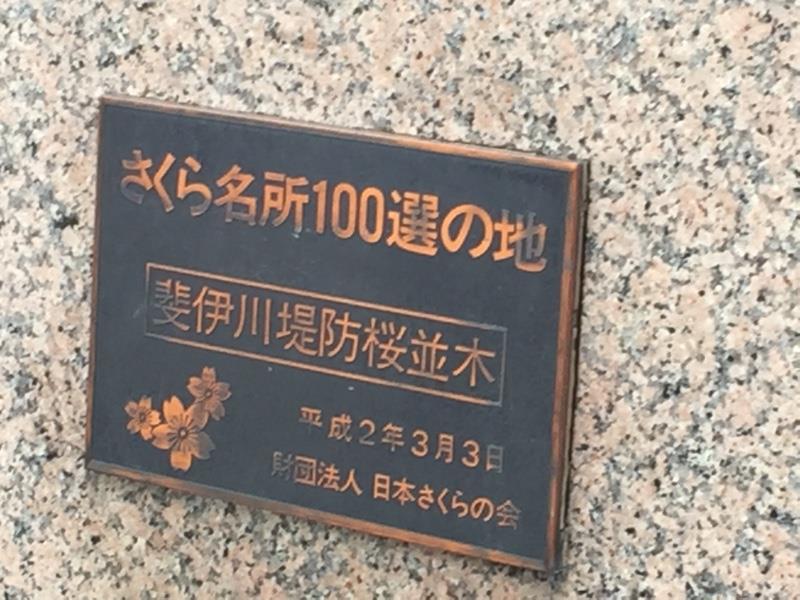 さくら名所100選の地
斐伊川堤防桜並木
平成2年3月3日
財団法人 日本さくらの会